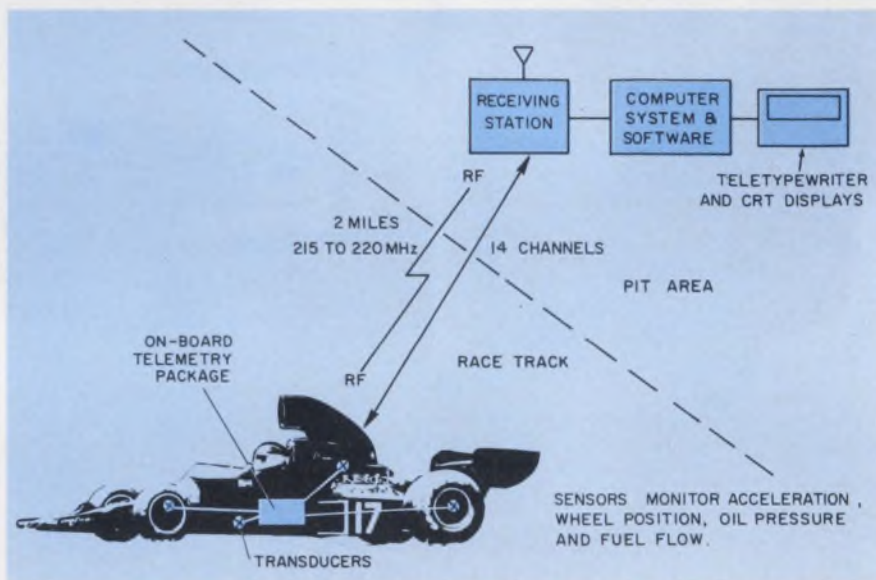 RECEIVING
STATION
COMPUTER
SYSTEM &
SOFTWARE
TELETYPEWRITER
AND CRT DISPLAYS
RF
2 MILES
215 TO 220 MHz
14 CHANNELS
PIT AREA
ON-BOARD
TELEMETRY
PACKAGE
RF
RACE TRACK
117
TRANSDUCERS
SENSORS MONITOR ACCELERATION,
WHEEL POSITION, OIL PRESSURE
AND FUEL FLOW.